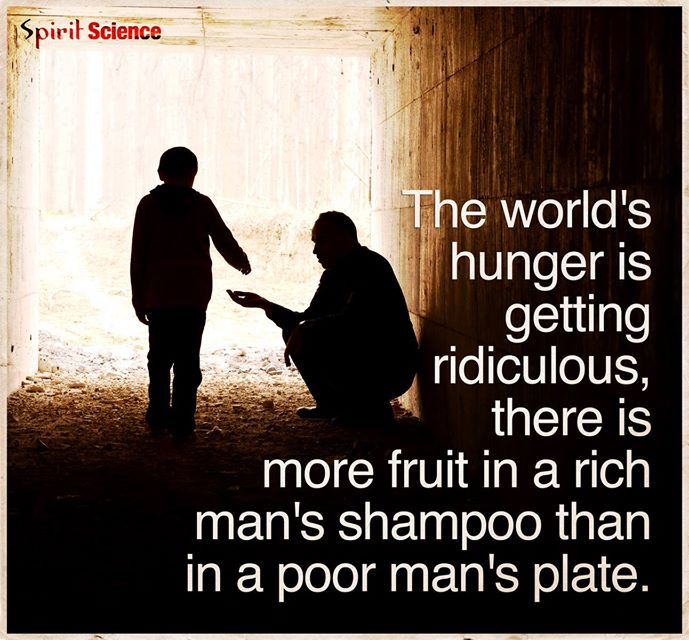 Spirit Science
The world's
hunger is
getting
ridiculous,
there is
more fruit in a rich
man's shampoo than
in a poor man's plate.